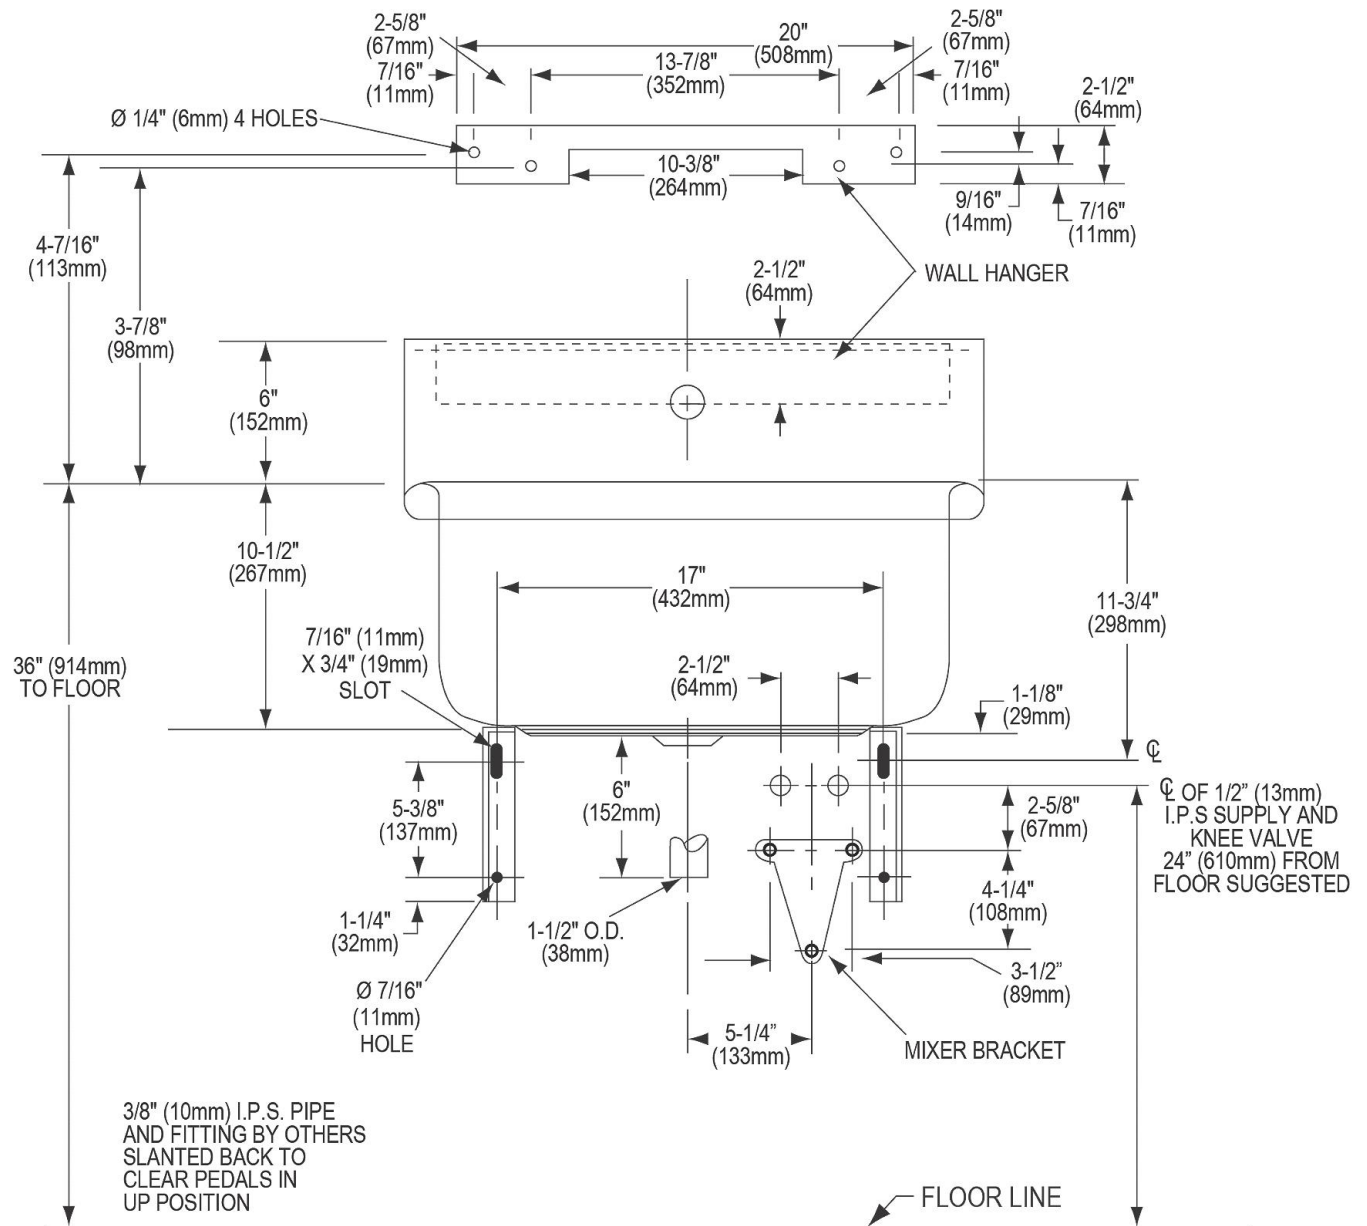 2-5/8"
(67mm)
20"
(508mm)
2-5/8"
(67mm)
7/16"
(11mm)
13-7/8"
(352mm)
7/16"
(11mm)
2-1/2"
(64mm)
Ø 1/4" (6mm) 4 HOLES
10-3/8"
(264mm)
9/16"
(14mm)
7/16"
(11mm)
4-7/16"
(113mm)
WALL HANGER
2-1/2"
(64mm)
3-7/8"
(98mm)
6"
(152mm)
10-1/2"
(267mm)
17"
(432mm)
11-3/4"
(298mm)
7/16" (11mm)
X 3/4" (19mm)
SLOT
36" (914mm)
TO FLOOR
2-1/2"
(64mm)
1-1/8"
(29mm)
℄
5-3/8"
(137mm)
6"
(152mm)
2-5/8"
(67mm)
℄ OF 1/2” (13mm)
I.P.S SUPPLY AND
KNEE VALVE
24” (610mm) FROM
FLOOR SUGGESTED
4-1/4"
(108mm)
1-1/4"
(32mm)
1-1/2" O.D.
(38mm)
3-1/2”
(89mm)
Ø 7/16"
(11mm)
HOLE
5-1/4”
(133mm)
MIXER BRACKET
3/8" (10mm) I.P.S. PIPE
AND FITTING BY OTHERS
SLANTED BACK TO
CLEAR PEDALS IN
UP POSITION
FLOOR LINE